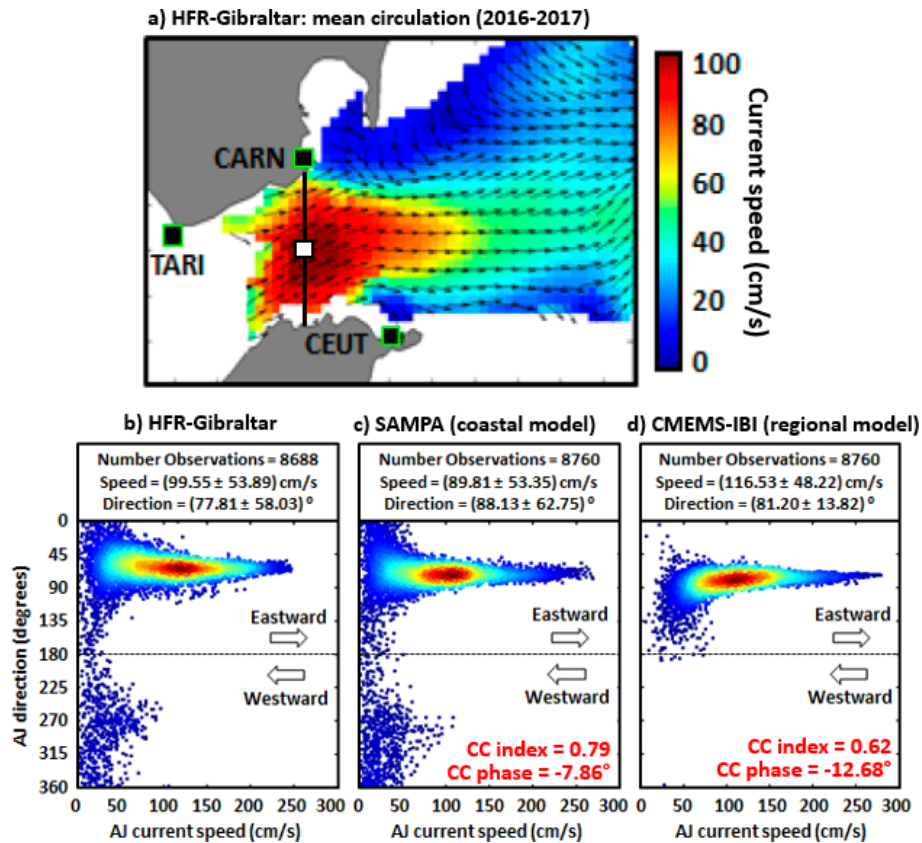 a) HFR-Gibraltar: mean circulation (2016-2017)
CARN
TARI
CEUT
100
80
60
40
20
0
Current speed (cm/s)
b) HFR-Gibraltar
Number Observations = 8688
Speed = (99.55 ± 53.89) cm/s
Direction = (77.81 ± 58.03) º
AJ direction (degrees)
0
45
90
135
180
225
270
315
360
Eastward
Westward
0 50 100 150 200 250 300
AJ current speed (cm/s)
c) SAMPA (coastal model)
Number Observations = 8760
Speed = (89.81 ± 53.35) cm/s
Direction = (88.13 ± 62.75) º
Eastward
Westward
CC index = 0.79
CC phase = -7.86°
0 50 100 150 200 250 300
AJ current speed (cm/s)
d) CMEMS-IBI (regional model)
Number Observations = 8760
Speed = (116.53 ± 48.22) cm/s
Direction = (81.20 ± 13.82) º
Eastward
Westward
CC index = 0.62
CC phase = -12.68°
0 50 100 150 200 250 300
AJ current speed (cm/s)